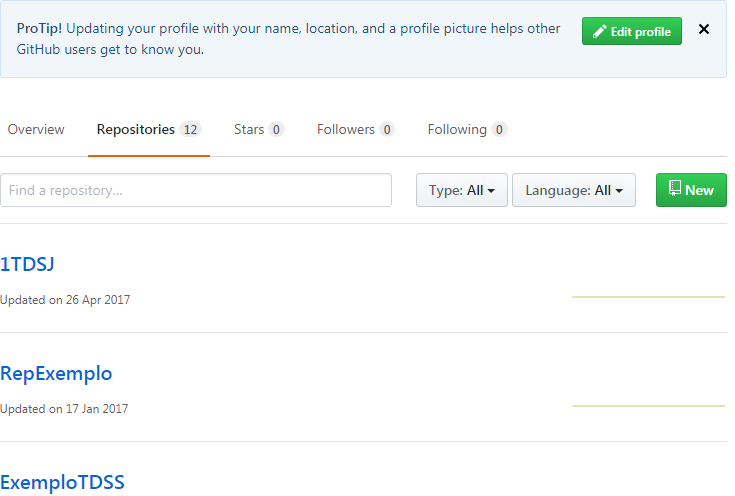 ProTip! Updating your profile with your name, location, and a profile picture helps other
GitHub users get to know you.
Edit profile
Overview Repositories 12 Stars 0 Followers 0 Following 0
Find a repository… Type: All Language: All New
1TDSJ
Updated on 26 Apr 2017
RepExemplo
Updated on 17 Jan 2017
ExemploTDSS